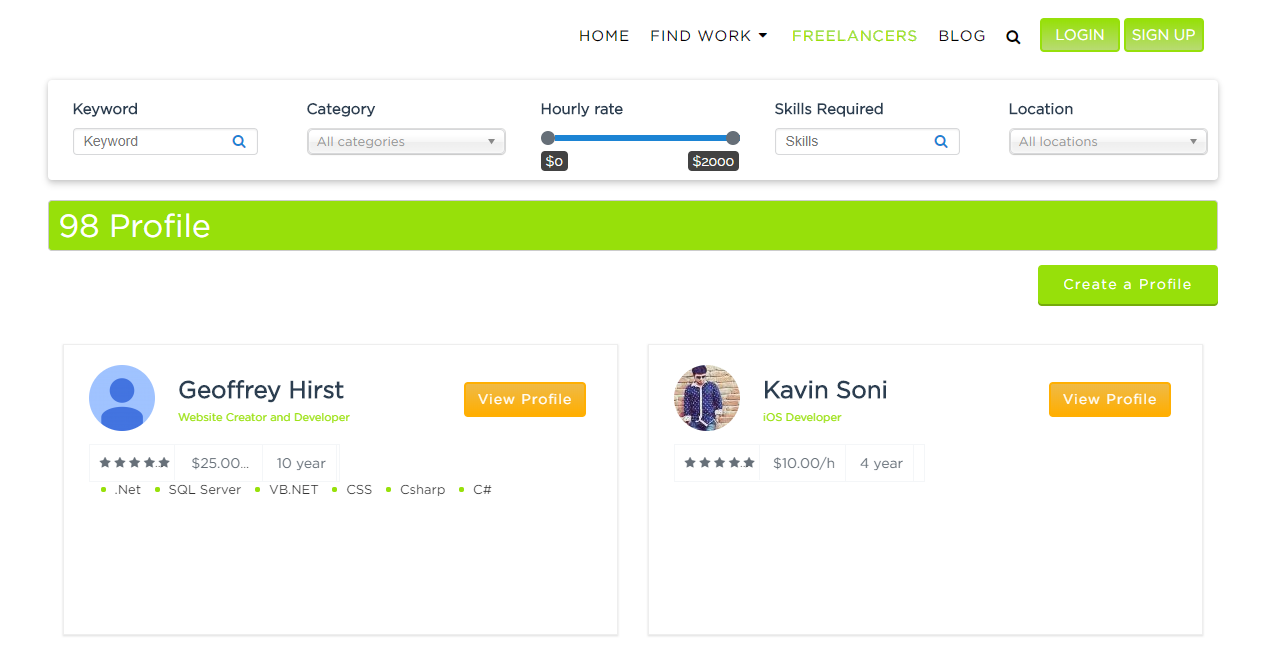 HOME FIND WORK FREELANCERS BLOG LOGIN SIGN UP
Keyword Category Hourly rate Skills Required Location
Keyword All categories Skills All locations
$0 $2000
98 Profile
Create a Profile
Geoffrey Hirst View Profile
Website Creator and Developer
$25.00... 10 year
.Net SQL Server VB.NET CSS Csharp C#
Kavin Soni View Profile
iOS Developer
$10.00/h 4 year